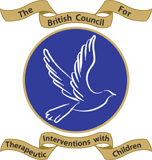 The British Council For
Therapeutic Interventions with Children